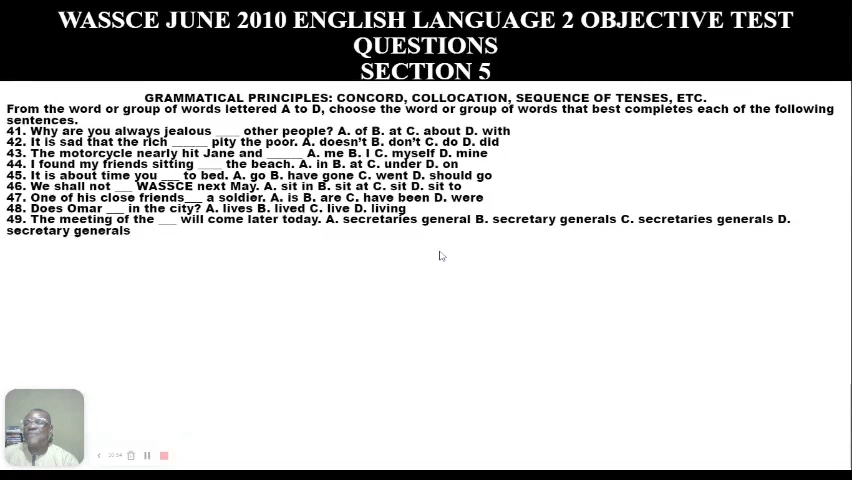 WASSCE JUNE 2010 ENGLISH LANGUAGE 2 OBJECTIVE TEST
QUESTIONS
SECTION 5
GRAMMATICAL PRINCIPLES: CONCORD, COLLOCATION, SEQUENCE OF TENSES, ETC.
From the word or group of words lettered A to D, choose the word or group of words that best completes each of the following
sentences.
41. Why are you always jealous ____ other people? A. of B. at C. about D. with
42. It is sad that the rich ______ pity the poor. A. doesn't B. don't C. do D. did
43. The motorcycle nearly hit Jane and ______ A. me B. I C. myself D. mine
44. I found my friends sitting ____ the beach. A. in B. at C. under D. on
45. It is about time you ___ to bed. A. go B. have gone C. went D. should go
46. We shall not ___ WASSCE next May. A. sit in B. sit at C. sit D. sit to
47. One of his close friends___ a soldier. A. is B. are C. have been D. were
48. Does Omar ___ in the city? A. lives B. lived C. live D. living
49. The meeting of the ___ will come later today. A. secretaries general B. secretary generals C. secretaries generals D.
secretary generals